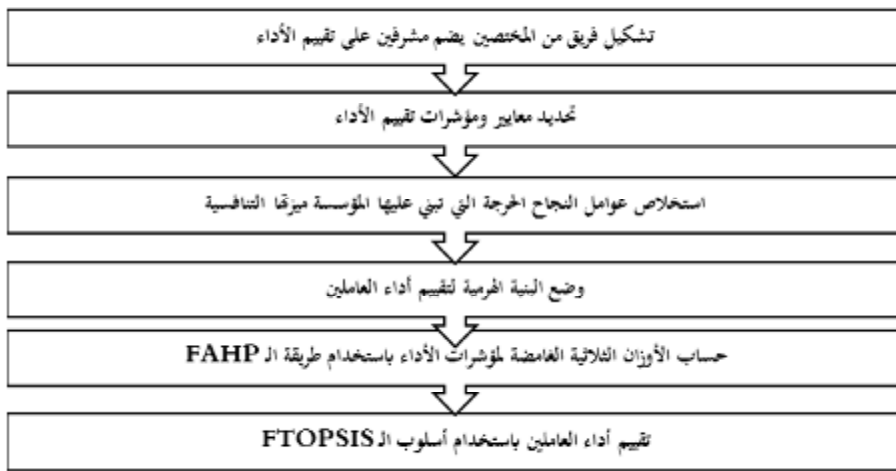 تشكيل فريق من المختصين يضم مشرفين على تقييم الأداء
تحديد معايير ومؤشرات تقييم الأداء
استخلاص عوامل النجاح الحرجة التي تبني عليها المؤسسة ميزتها التنافسية
وضع البنية الهرمية لتقييم أداء العاملين
حساب الأوزان الثلاثية الغامضة لمؤشرات الأداء باستخدام طريقة الـ FAHP
تقييم أداء العاملين باستخدام أسلوب الـ FTOPSIS